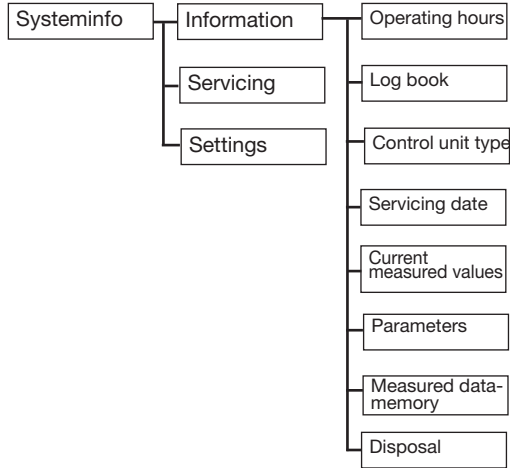 Systeminfo
Information
Operating hours
Servicing
Log book
Settings
Control unit type
Servicing date
Current
measured values
Parameters
Measured data-
memory
Disposal